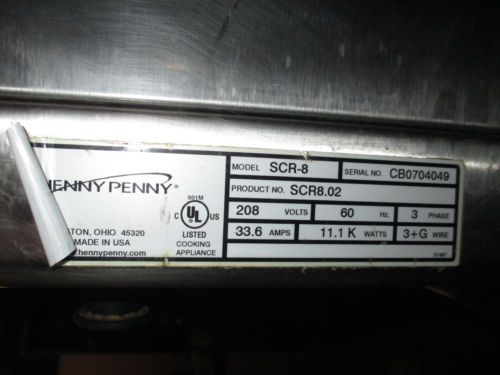 ENNY PENNY®
TON, OHIO 45320
MADE IN USA
hennypenny.com
601M
C UL US
LISTED
COOKING
APPLIANCE
MODEL SCR-8 SERIAL NO. CB0704049
PRODUCT NO. SCR8.02
208 VOLTS 60 Hz. 3 PHASE
33.6 AMPS 11.1 K WATTS 3+G WIRE